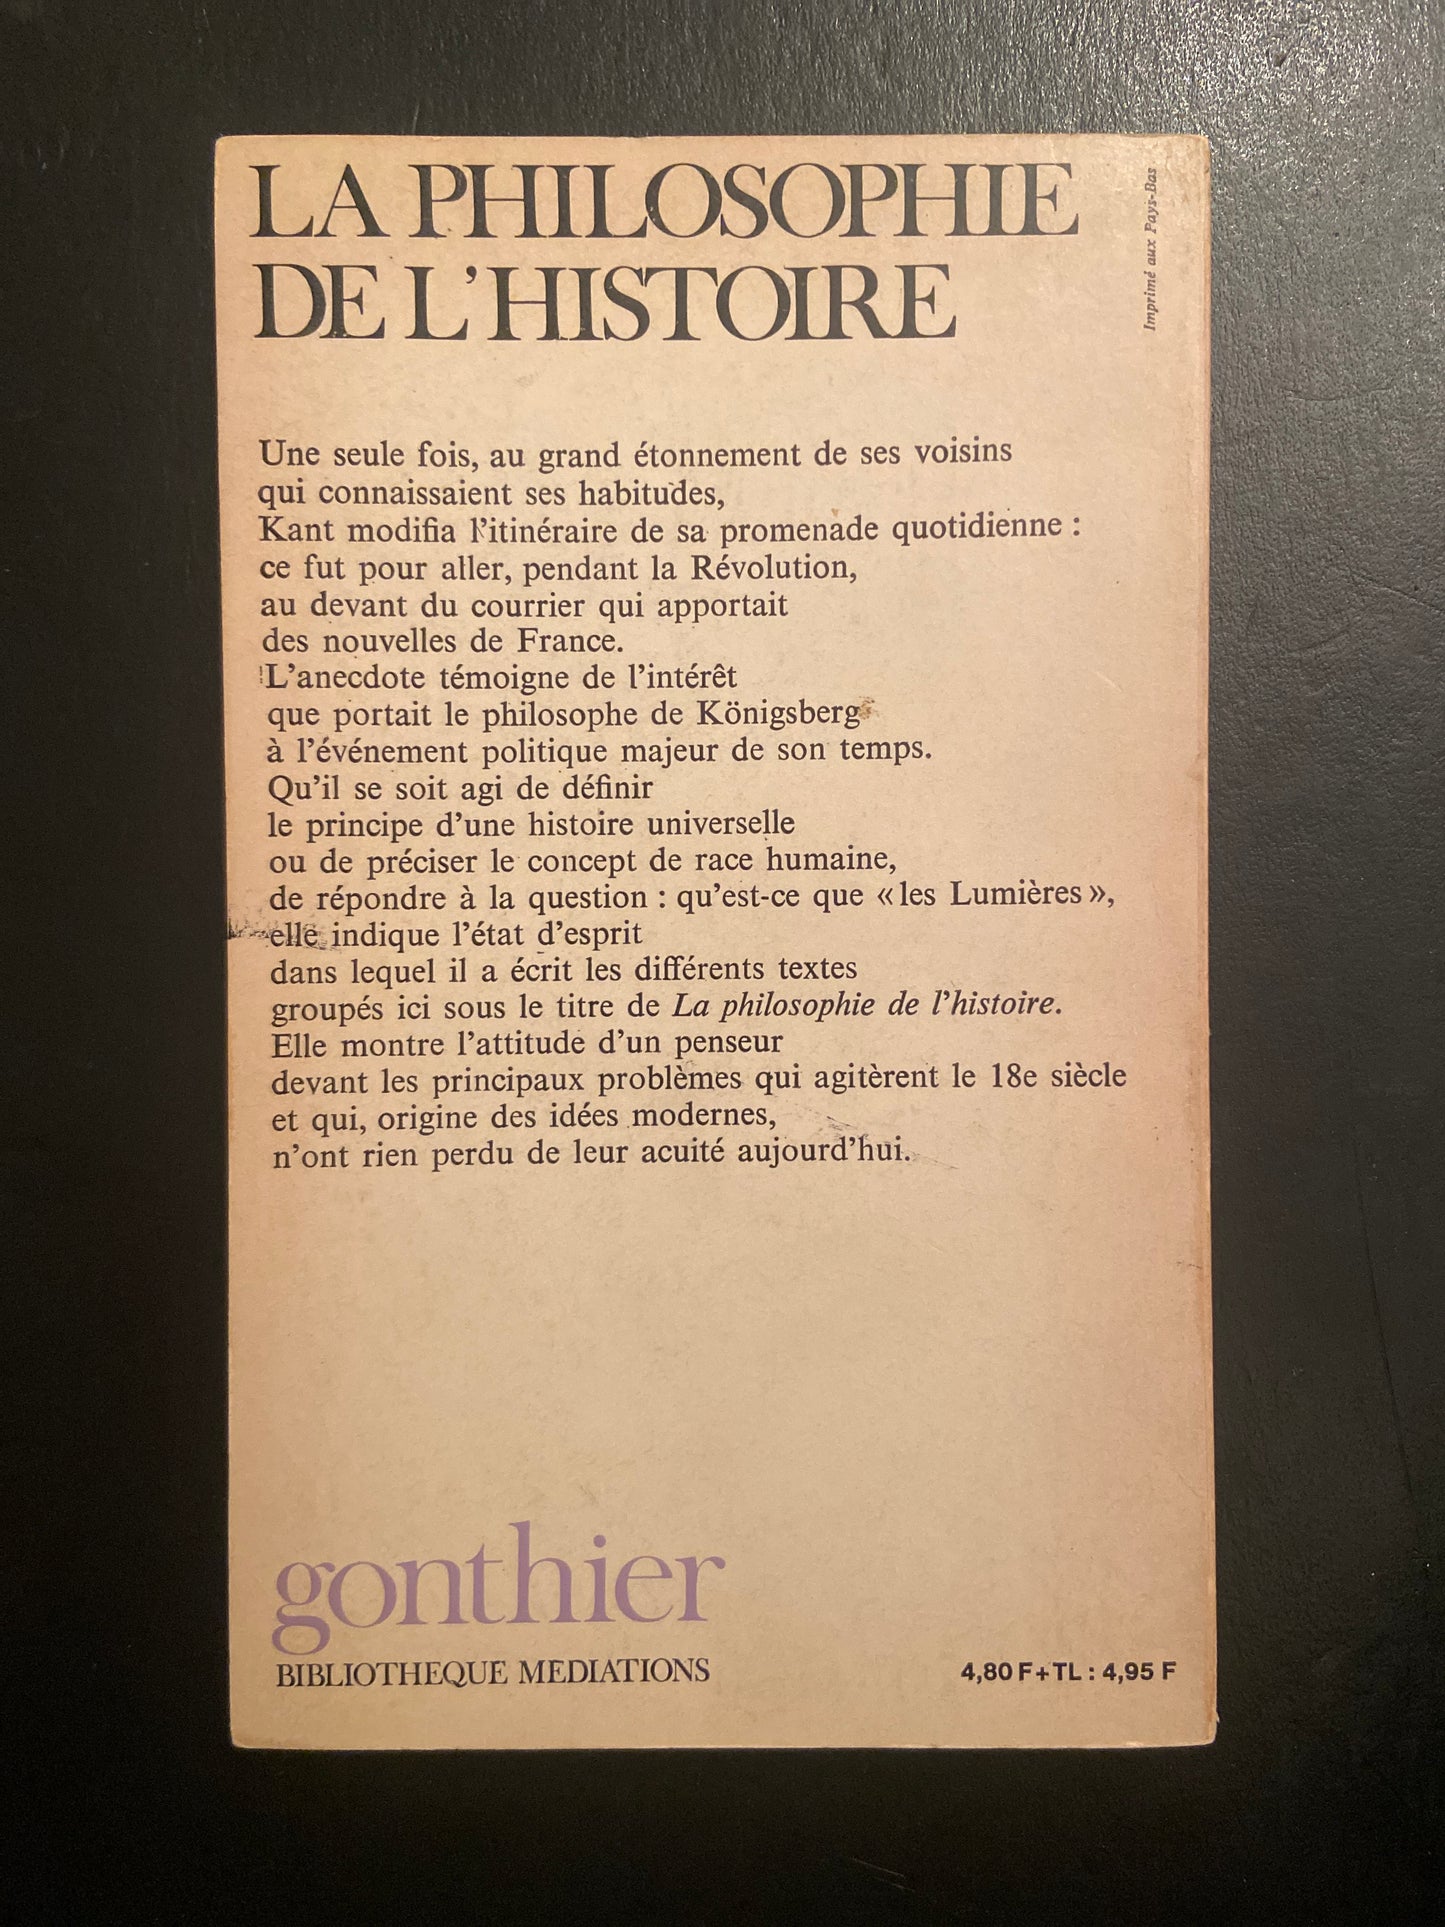 LA PHILOSOPHIE
DE L'HISTOIRE
Imprimé aux Pays-Bas
Une seule fois, au grand étonnement de ses voisins
qui connaissaient ses habitudes,
Kant modifia l'itinéraire de sa promenade quotidienne :
ce fut pour aller, pendant la Révolution,
au devant du courrier qui apportait
des nouvelles de France.
L'anecdote témoigne de l'intérêt
que portait le philosophe de Königsberg
à l'événement politique majeur de son temps.
Qu'il se soit agi de définir
le principe d'une histoire universelle
ou de préciser le concept de race humaine,
de répondre à la question : qu'est-ce que « les Lumières »,
elle indique l'état d'esprit
dans lequel il a écrit les différents textes
groupés ici sous le titre de La philosophie de l'histoire.
Elle montre l'attitude d'un penseur
devant les principaux problèmes qui agitèrent le 18e siècle
et qui, origine des idées modernes,
n'ont rien perdu de leur acuité aujourd'hui.
gonthier
BIBLIOTHEQUE MEDIATIONS
4,80 F+TL : 4,95 F